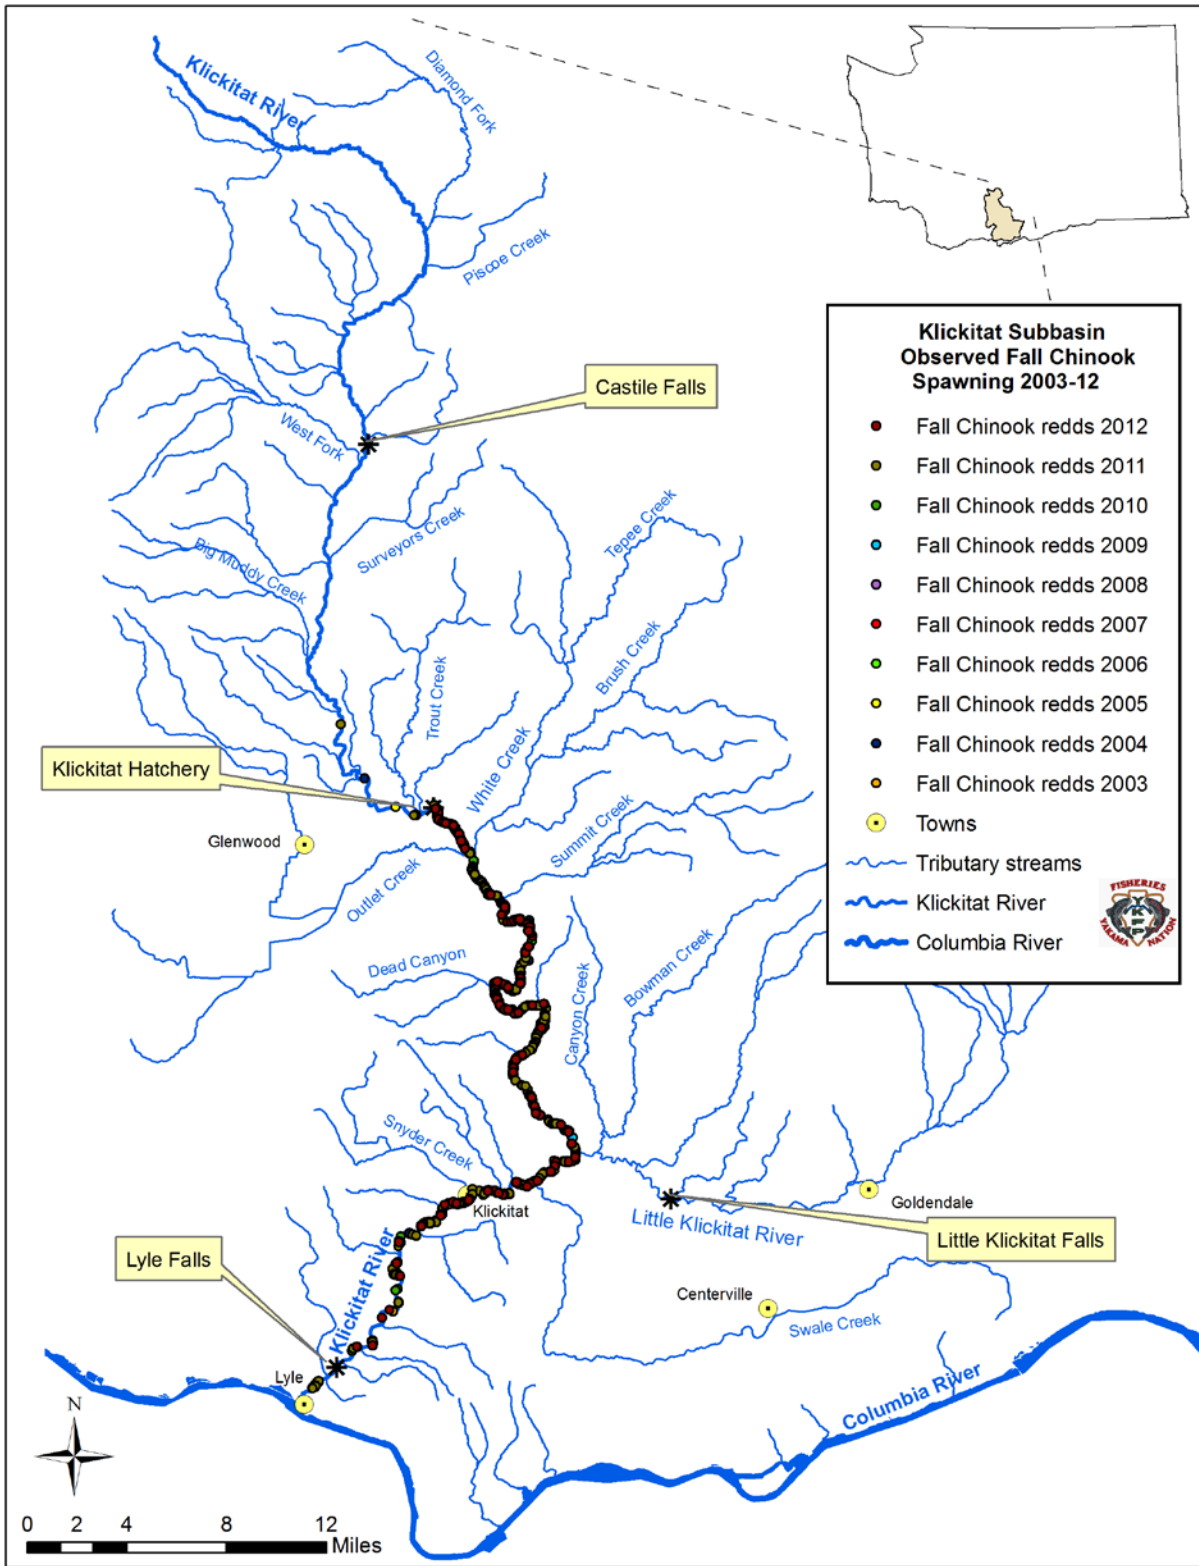 Klickitat River
Diamond Fork
Piscoe Creek
Castile Falls
West Fork
Surveyors Creek
Big Muddy Creek
Tepee Creek
Brush Creek
Trout Creek
White Creek
Klickitat Hatchery
Glenwood
Outlet Creek
Summit Creek
Dead Canyon
Canyon Creek
Bowman Creek
Snyder Creek
Klickitat
Little Klickitat River
Goldendale
Little Klickitat Falls
Lyle Falls
Klickitat River
Centerville
Swale Creek
Lyle
Columbia River
N
0 2 4 8 12
Miles
Klickitat Subbasin
Observed Fall Chinook
Spawning 2003-12
Fall Chinook redds 2012
Fall Chinook redds 2011
Fall Chinook redds 2010
Fall Chinook redds 2009
Fall Chinook redds 2008
Fall Chinook redds 2007
Fall Chinook redds 2006
Fall Chinook redds 2005
Fall Chinook redds 2004
Fall Chinook redds 2003
Towns
Tributary streams
Klickitat River
Columbia River
FISHERIES
YKFP
YAKAMA NATION